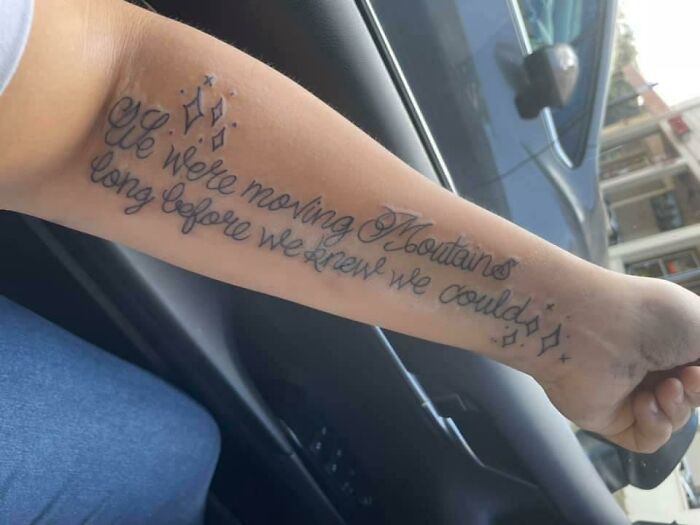 We were moving Moutains
long before we knew we could